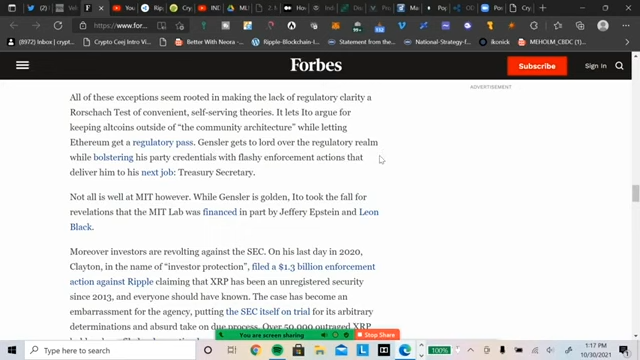 https://www.for...
(8972) Inbox | crypt...
Crypto Ceej Intro Vi...
Better With Neora -...
Ripple-Blockchain I...
Statement from the...
National-Strategy-f...
ikonick
MEHOLM_CBDC (1)...
Forbes
Subscribe
Sign In
ADVERTISEMENT
All of these exceptions seem rooted in making the lack of regulatory clarity a
Rorschach Test of convenient, self-serving theories. It lets Ito argue for
keeping altcoins outside of “the community architecture” while letting
Ethereum get a regulatory pass. Gensler gets to lord over the regulatory realm
while bolstering his party credentials with flashy enforcement actions that
deliver him to his next job: Treasury Secretary.
Not all is well at MIT however. While Gensler is golden, Ito took the fall for
revelations that the MIT Lab was financed in part by Jeffery Epstein and Leon
Black.
Moreover investors are revolting against the SEC. On his last day in 2020,
Clayton, in the name of “investor protection”, filed a $1.3 billion enforcement
action against Ripple claiming that XRP has been an unregistered security
since 2013, and everyone should have known. The case has become an
embarrassment for the agency, putting the SEC itself on trial for its arbitrary
determinations and absurd take on due process. Over 50,000 outraged XRP
You are screen sharing
Stop Share
Type here to search
100%
1:17 PM
10/30/2021